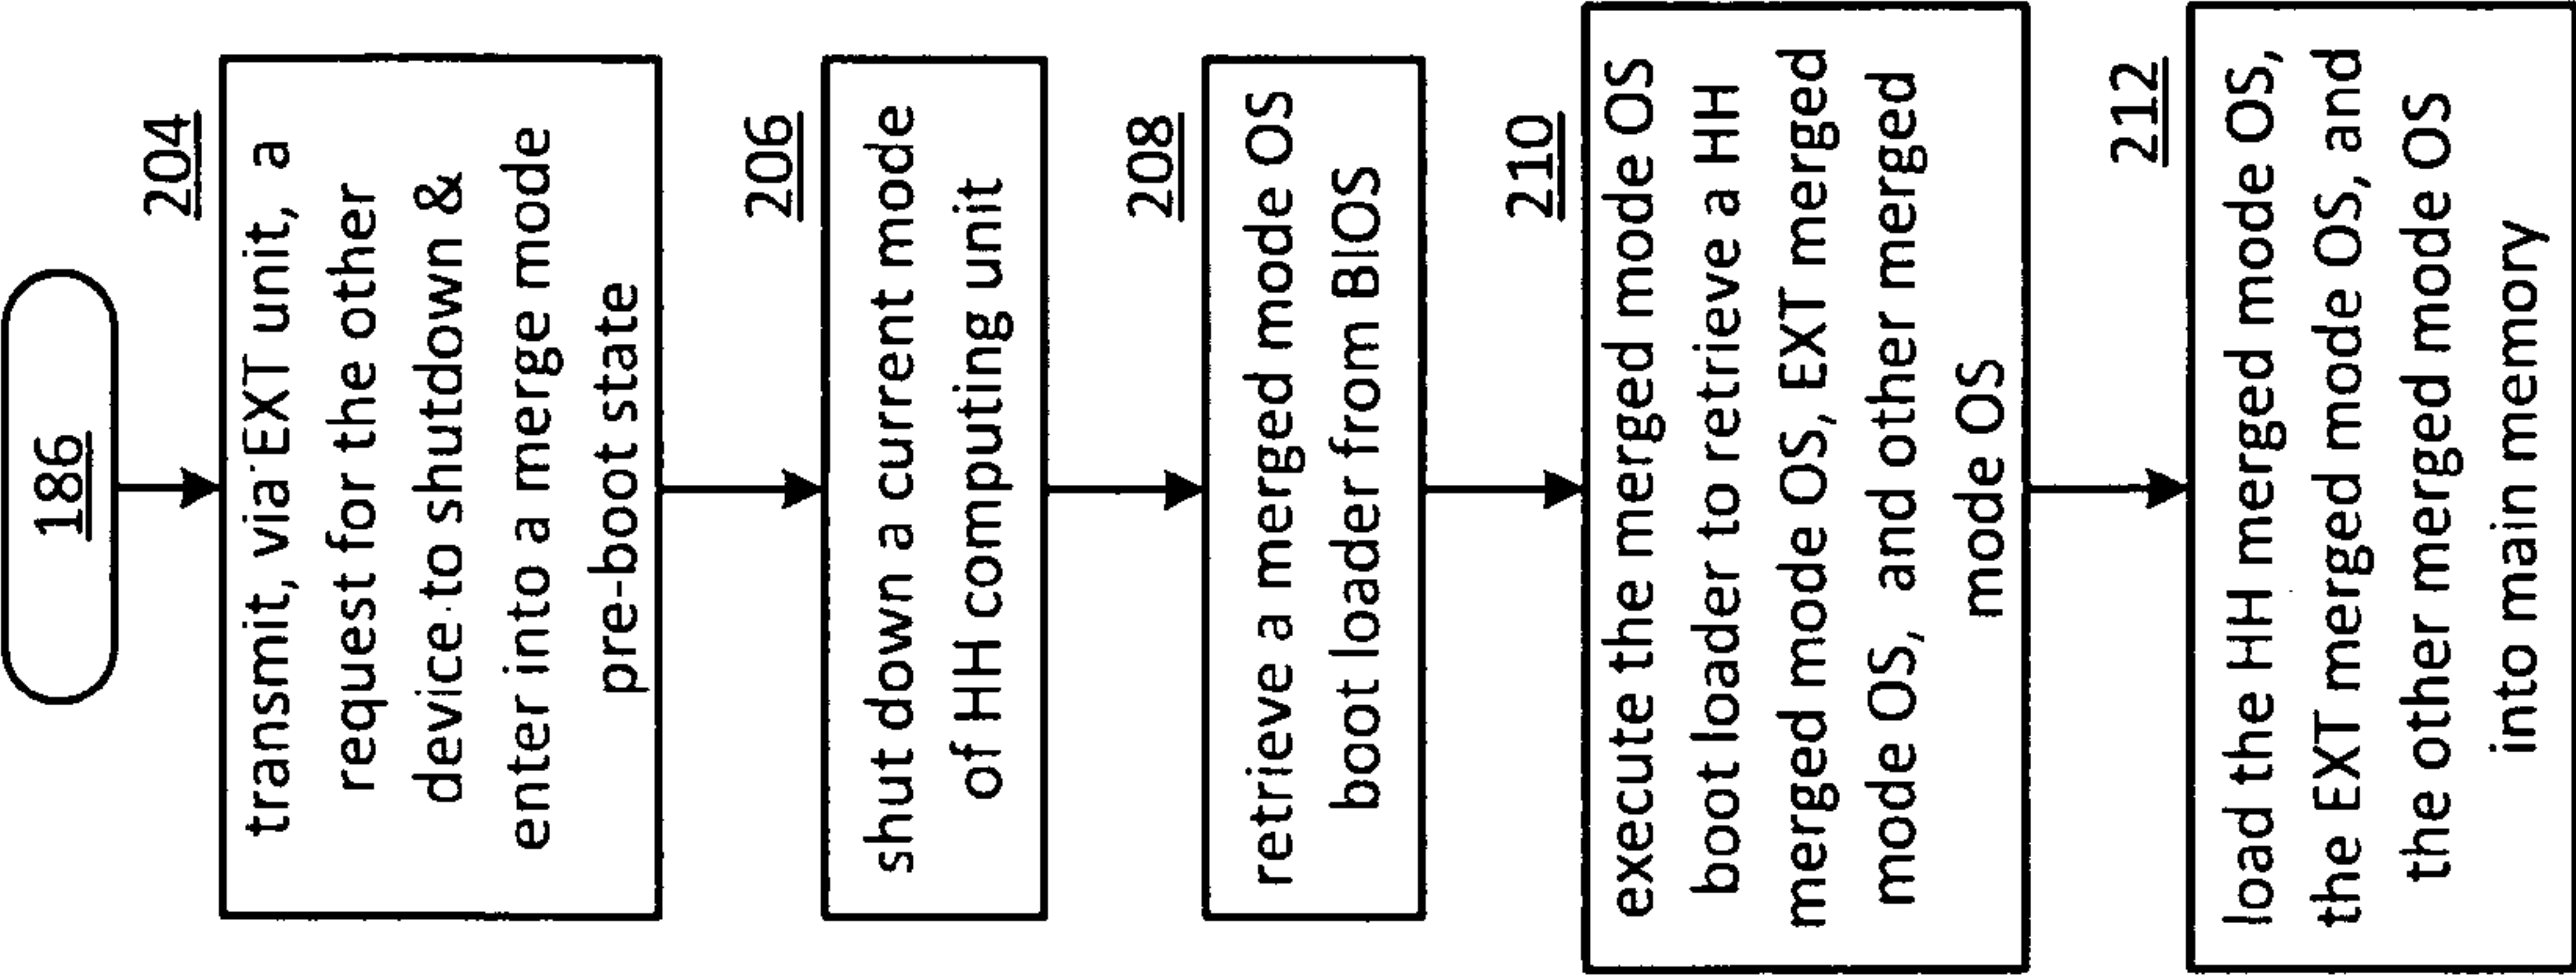 186
204
transmit, via EXT unit, a
request for the other
device to shutdown &
enter into a merge mode
pre-boot state
206
shut down a current mode
of HH computing unit
208
retrieve a merged mode OS
boot loader from BIOS
210
execute the merged mode OS
boot loader to retrieve a HH
merged mode OS, EXT merged
mode OS, and other merged
mode OS
212
load the HH merged mode OS,
the EXT merged mode OS, and
the other merged mode OS
into main memory